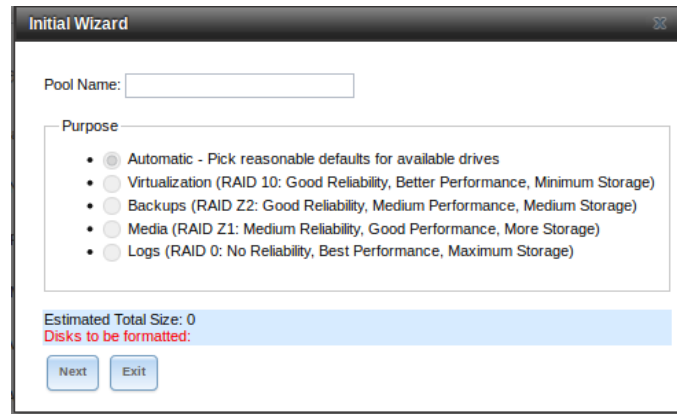 Initial Wizard
Pool Name:
Purpose
Automatic - Pick reasonable defaults for available drives
Virtualization (RAID 10: Good Reliability, Better Performance, Minimum Storage)
Backups (RAID Z2: Good Reliability, Medium Performance, Medium Storage)
Media (RAID Z1: Medium Reliability, Good Performance, More Storage)
Logs (RAID 0: No Reliability, Best Performance, Maximum Storage)
Estimated Total Size: 0
Disks to be formatted:
Next Exit